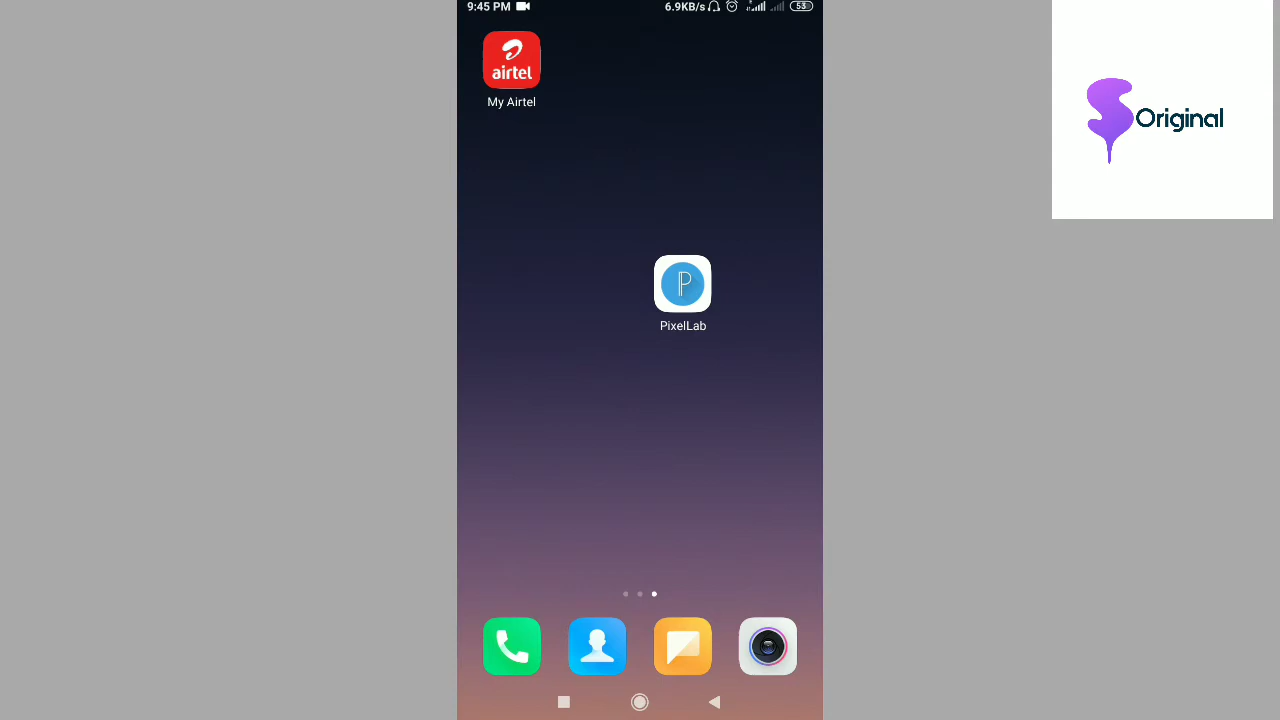 9:45 PM 6.9KB/s 53
airtel
My Airtel
Original
P
PixelLab